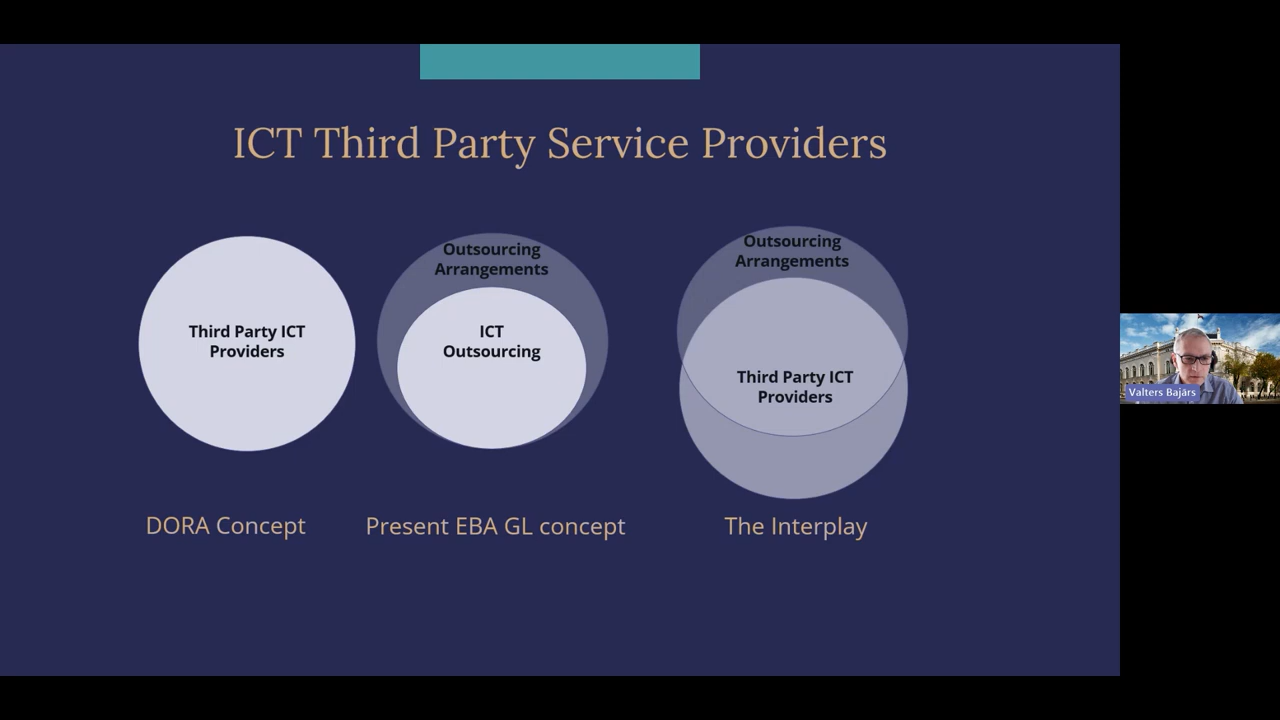 ICT Third Party Service Providers
Third Party ICT
Providers
DORA Concept
Outsourcing
Arrangements
ICT
Outsourcing
Present EBA GL concept
Outsourcing
Arrangements
Third Party ICT
Providers
The Interplay
Valters Bajārs